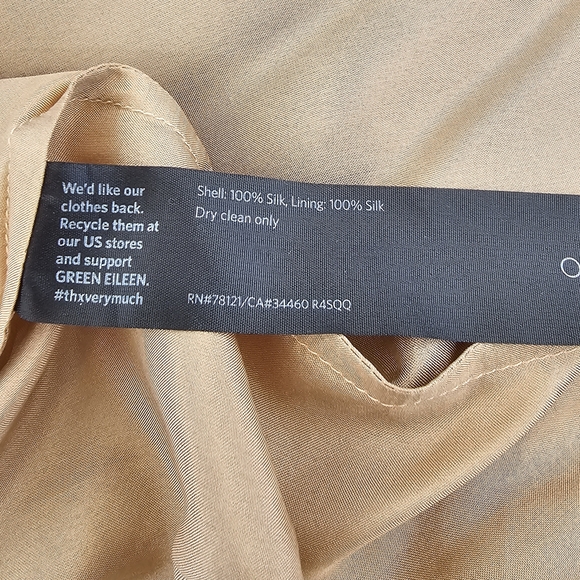 We'd like our
clothes back.
Recycle them at
our US stores
and support
GREEN EILEEN.
#thxverymuch
Shell: 100% Silk, Lining: 100% Silk
Dry clean only
RN#78121/CA#34460 R4SQQ
O